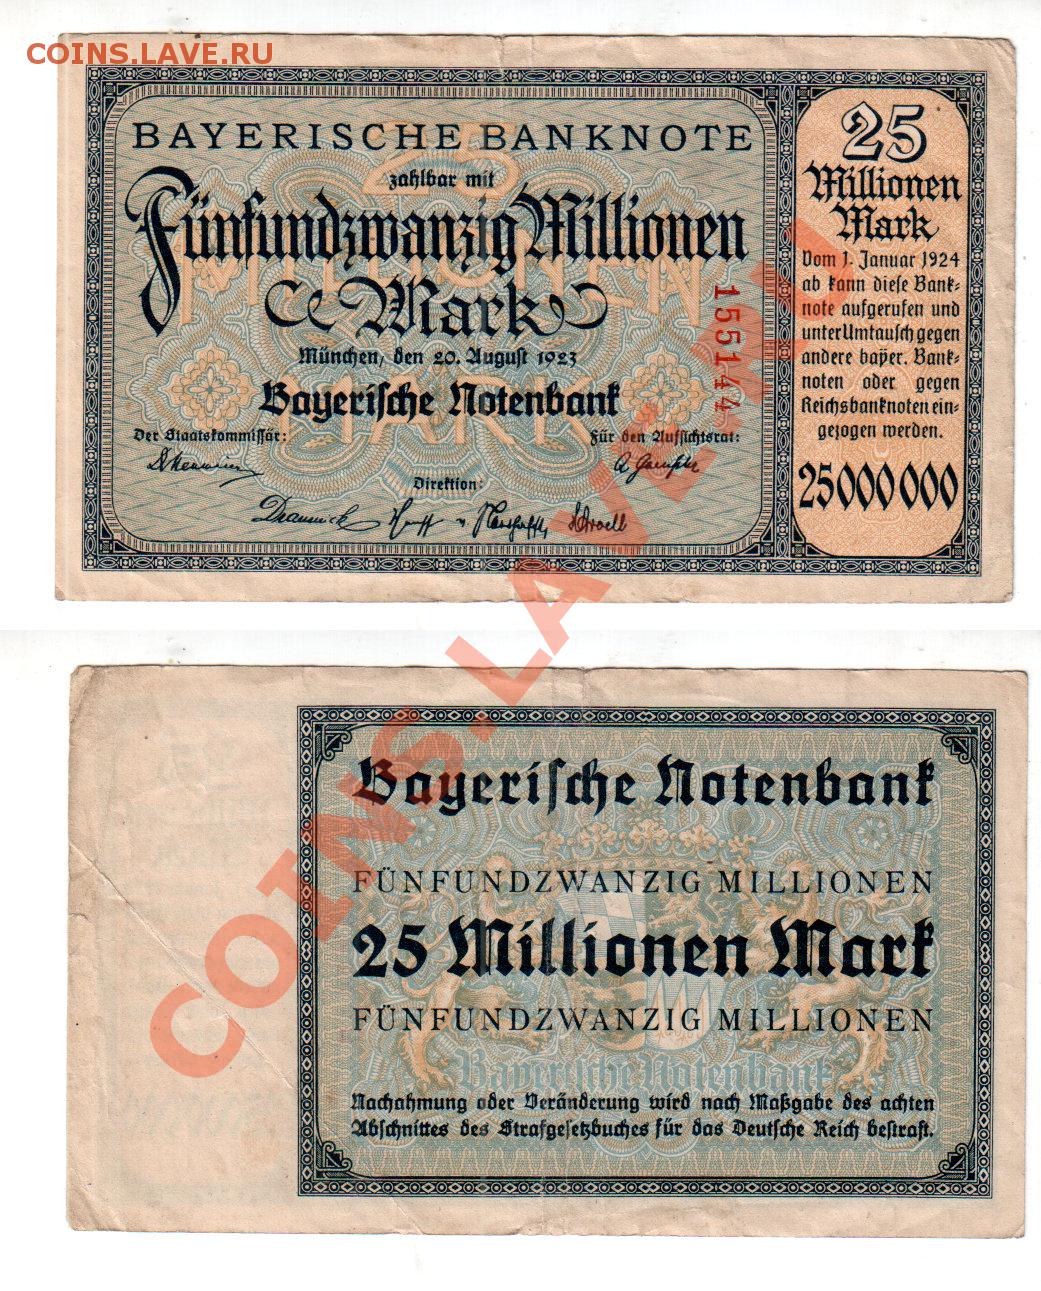 COINS.LAVE.RU
BAYERISCHE BANKNOTE
zahlbar mit
Fünfundzwanzig Millionen
Mark
München, den 20. August 1923
Bayerische Notenbank
Der Staatskommissär:
Für den Aufsichtsrat:
Direktion:
155144
25
Millionen
Mark
Vom 1. Januar 1924
ab kann diese Bank-
note aufgerufen und
unter Umtausch gegen
andere bayer. Bank-
noten oder gegen
Reichsbanknoten ein-
gezogen werden.
25000000
25
MILLIONEN
MARK
Bayerische Notenbank
FÜNFUNDZWANZIG MILLIONEN
25 Millionen Mark
FÜNFUNDZWANZIG MILLIONEN
Bayerische Notenbank
Nachahmung oder Veränderung wird nach Maßgabe des achten
Abschnittes des Strafgesetzbuches für das Deutsche Reich bestraft.
COINS.LAVE.RU